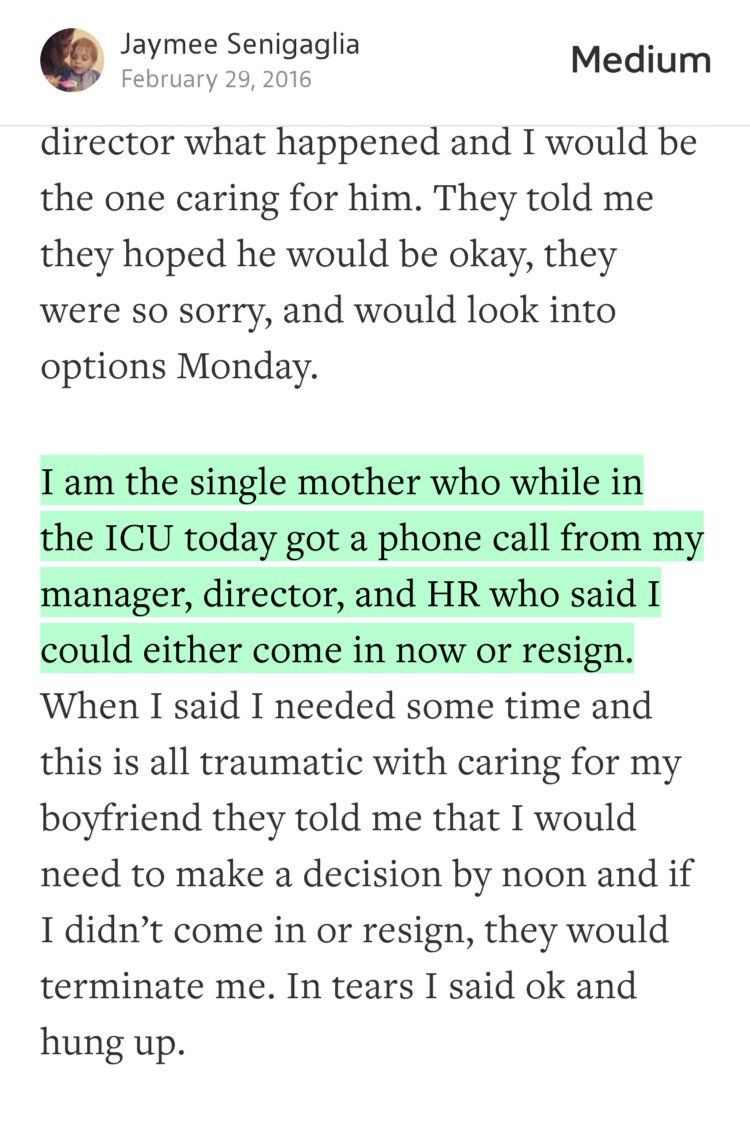 Jaymee Senigaglia
February 29, 2016
Medium
director what happened and I would be
the one caring for him. They told me
they hoped he would be okay, they
were so sorry, and would look into
options Monday.
I am the single mother who while in
the ICU today got a phone call from my
manager, director, and HR who said I
could either come in now or resign.
When I said I needed some time and
this is all traumatic with caring for my
boyfriend they told me that I would
need to make a decision by noon and if
I didn’t come in or resign, they would
terminate me. In tears I said ok and
hung up.